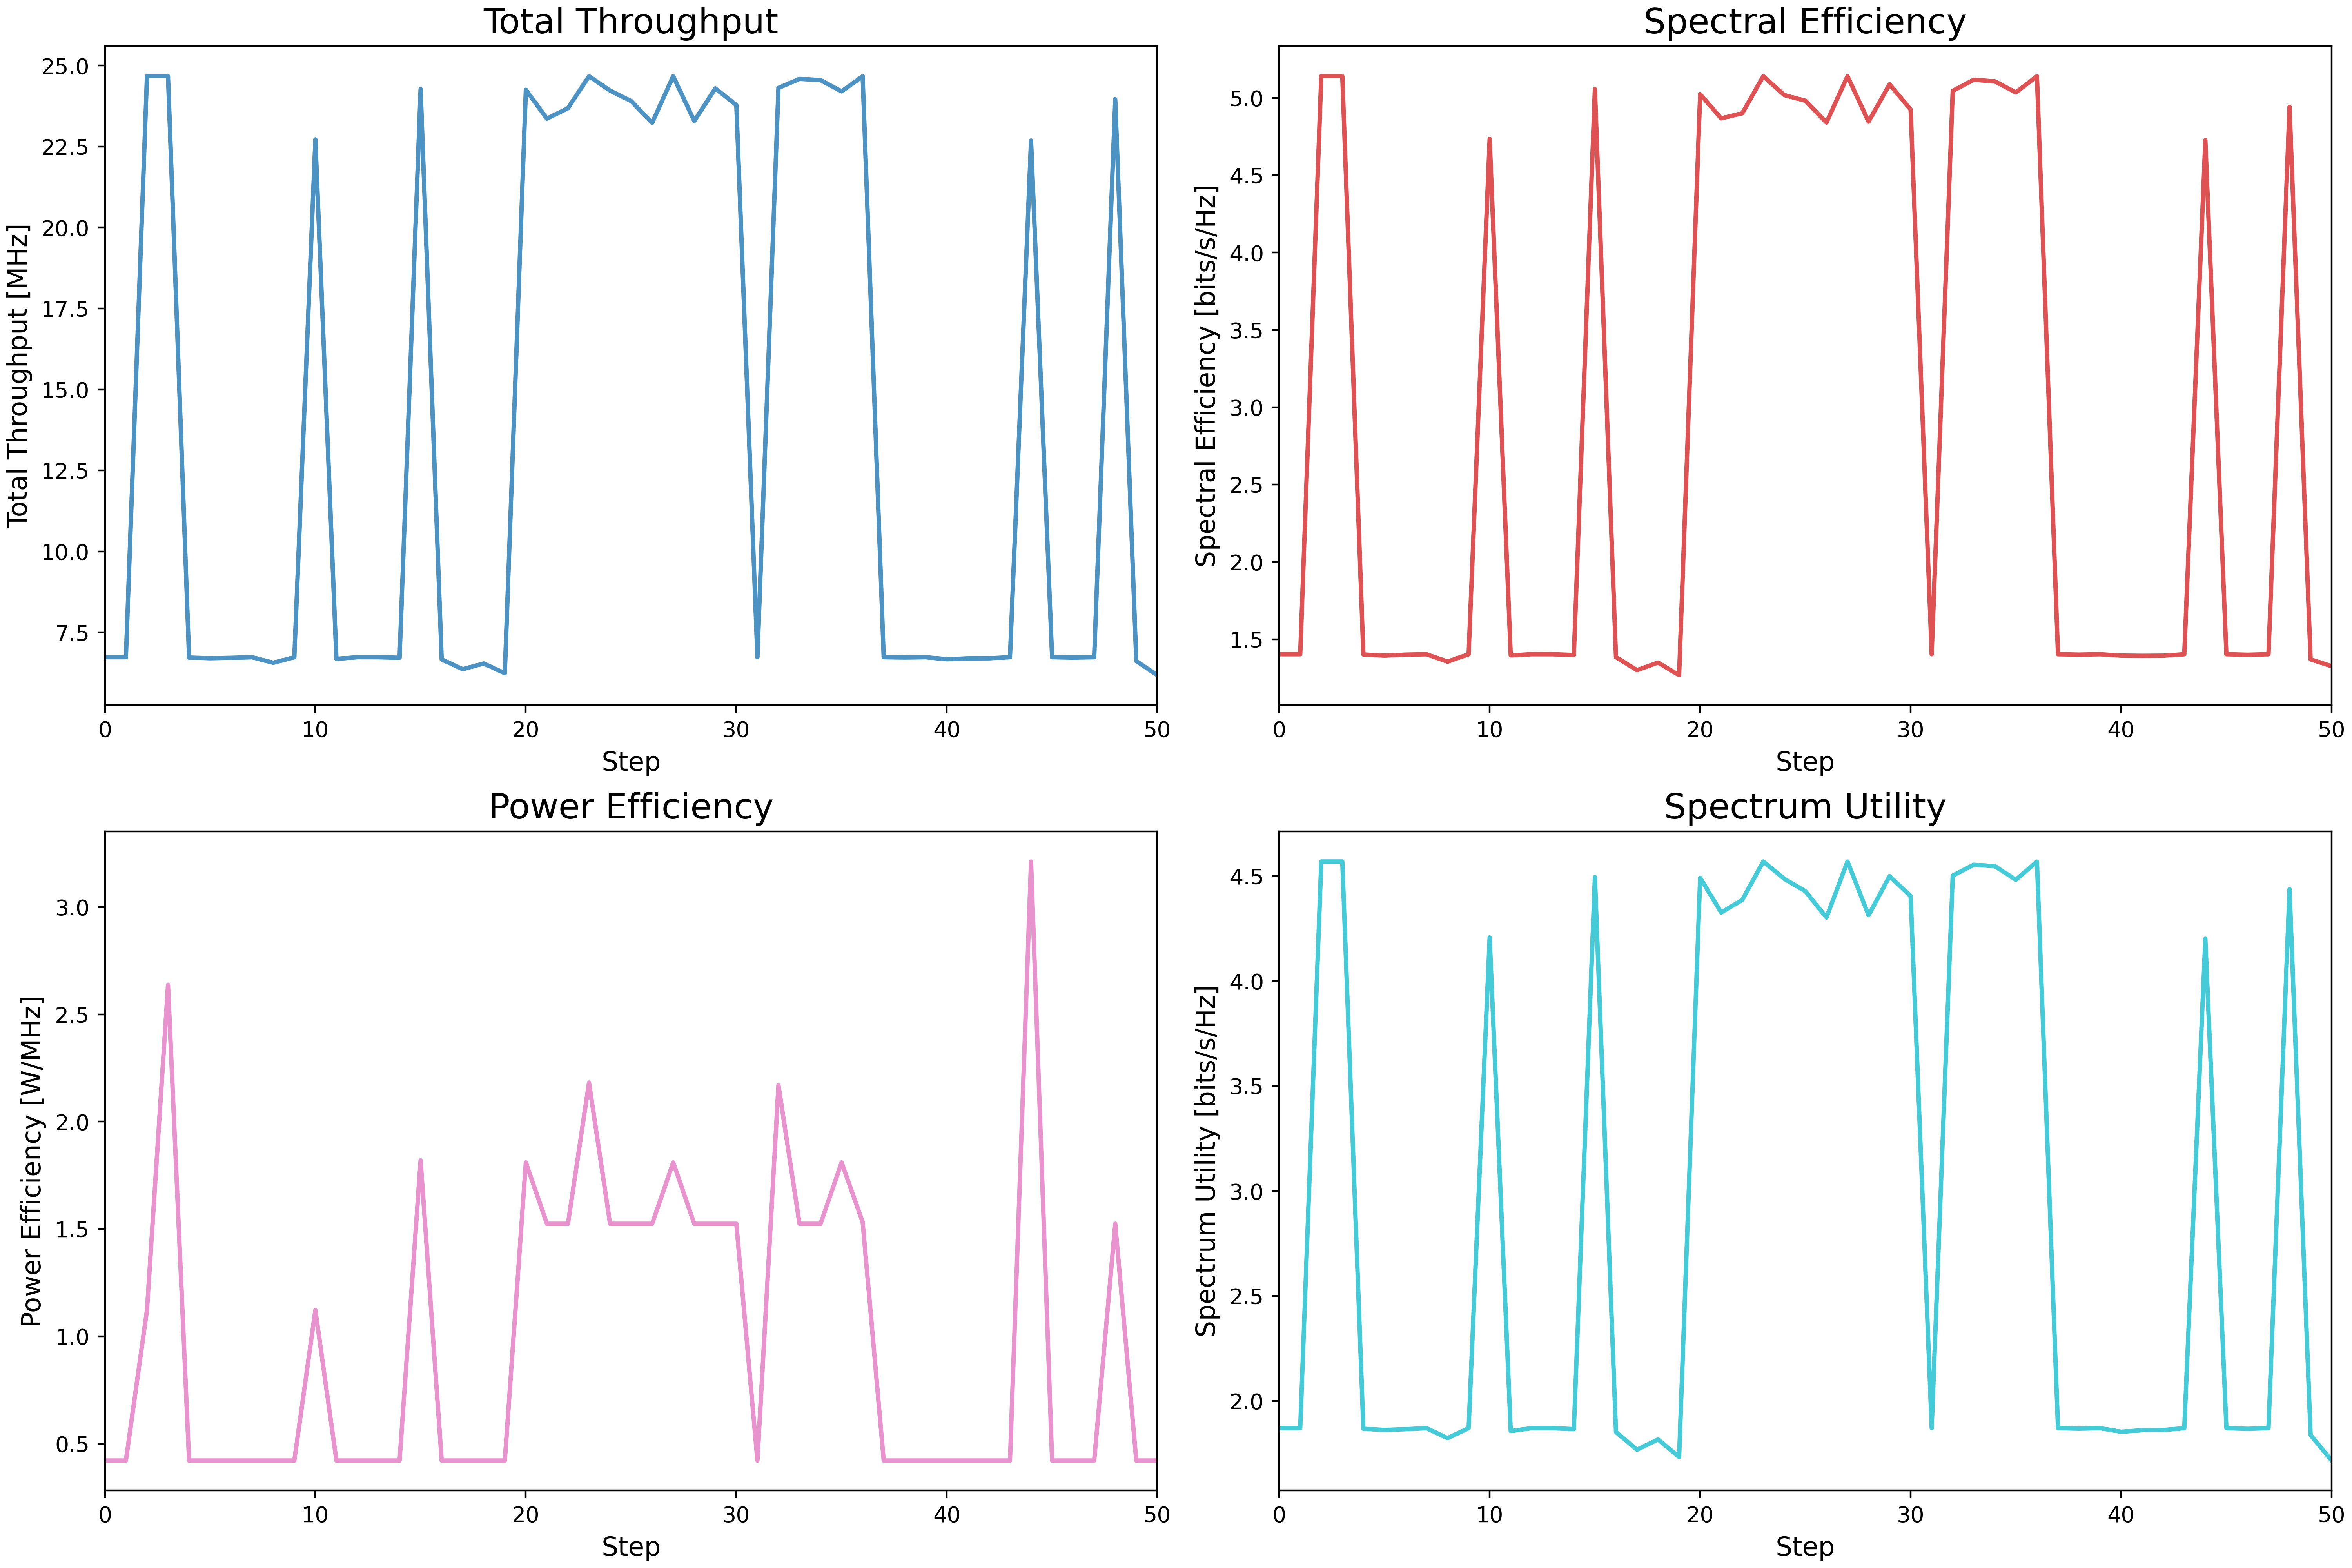 Total Throughput
Total Throughput [MHz]
25.0
22.5
20.0
17.5
15.0
12.5
10.0
7.5
0 10 20 30 40 50
Step
Spectral Efficiency
Spectral Efficiency [bits/s/Hz]
5.0
4.5
4.0
3.5
3.0
2.5
2.0
1.5
0 10 20 30 40 50
Step
Power Efficiency
Power Efficiency [W/MHz]
3.0
2.5
2.0
1.5
1.0
0.5
0 10 20 30 40 50
Step
Spectrum Utility
Spectrum Utility [bits/s/Hz]
4.5
4.0
3.5
3.0
2.5
2.0
0 10 20 30 40 50
Step